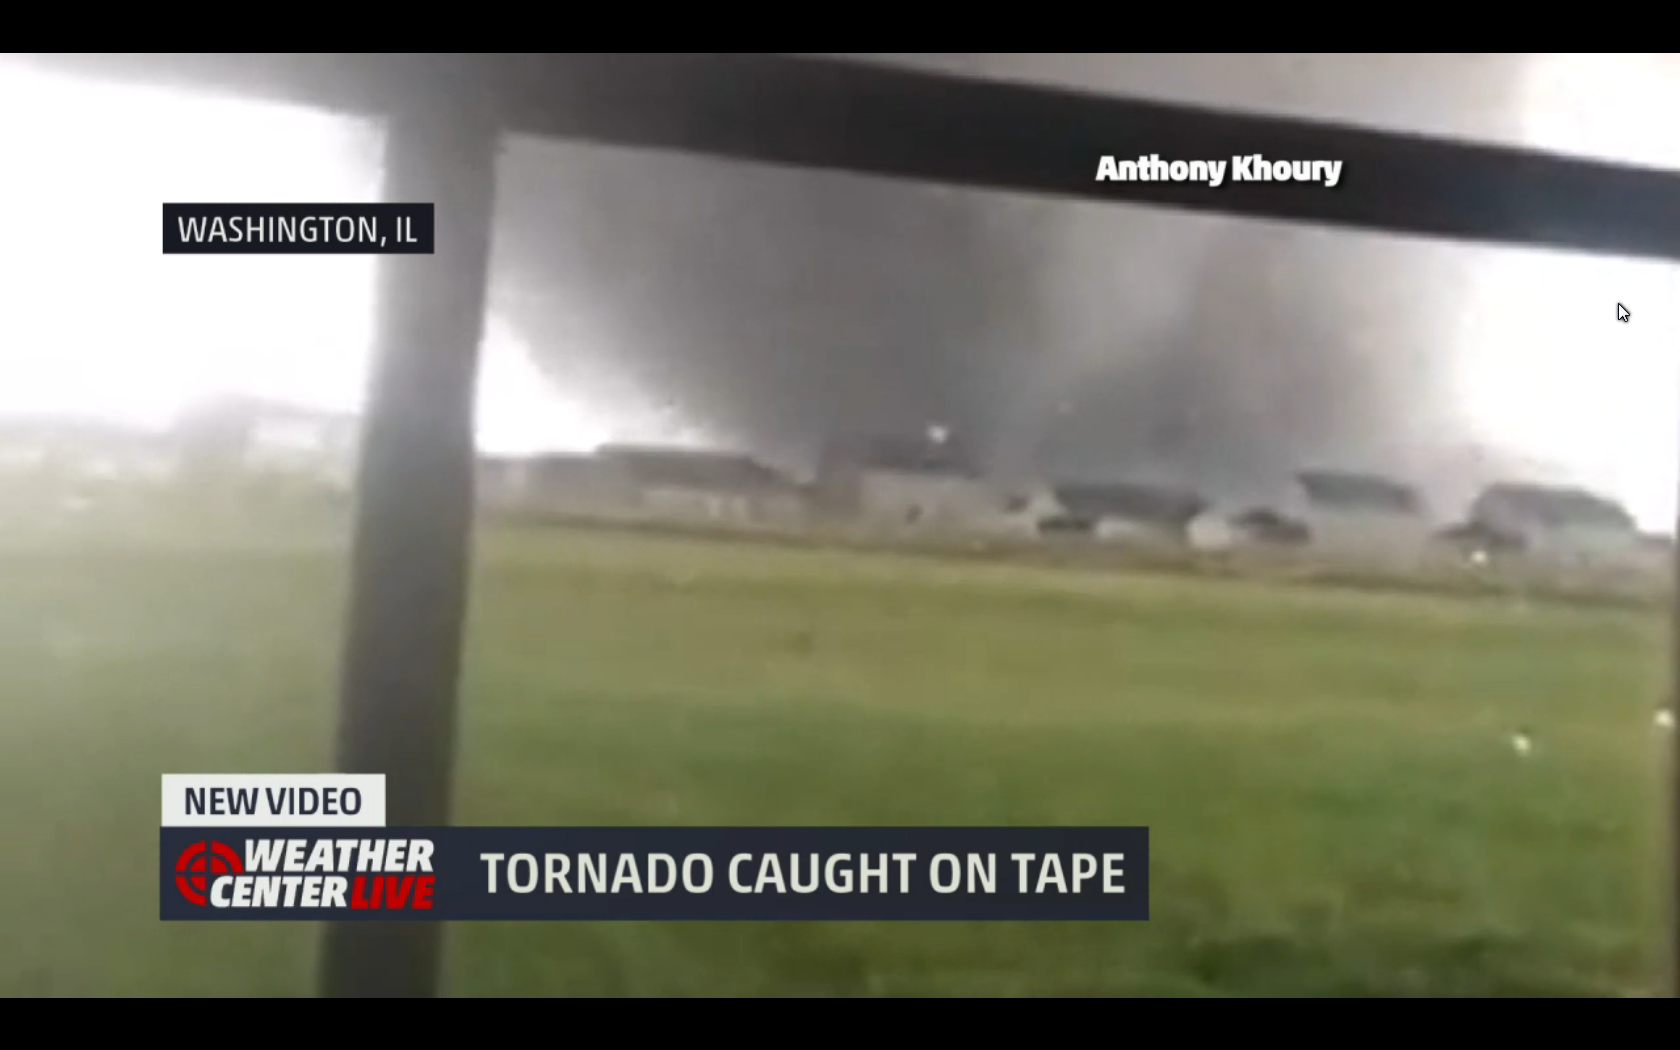 Anthony Khoury
WASHINGTON, IL
NEW VIDEO
WEATHER
CENTER LIVE
TORNADO CAUGHT ON TAPE